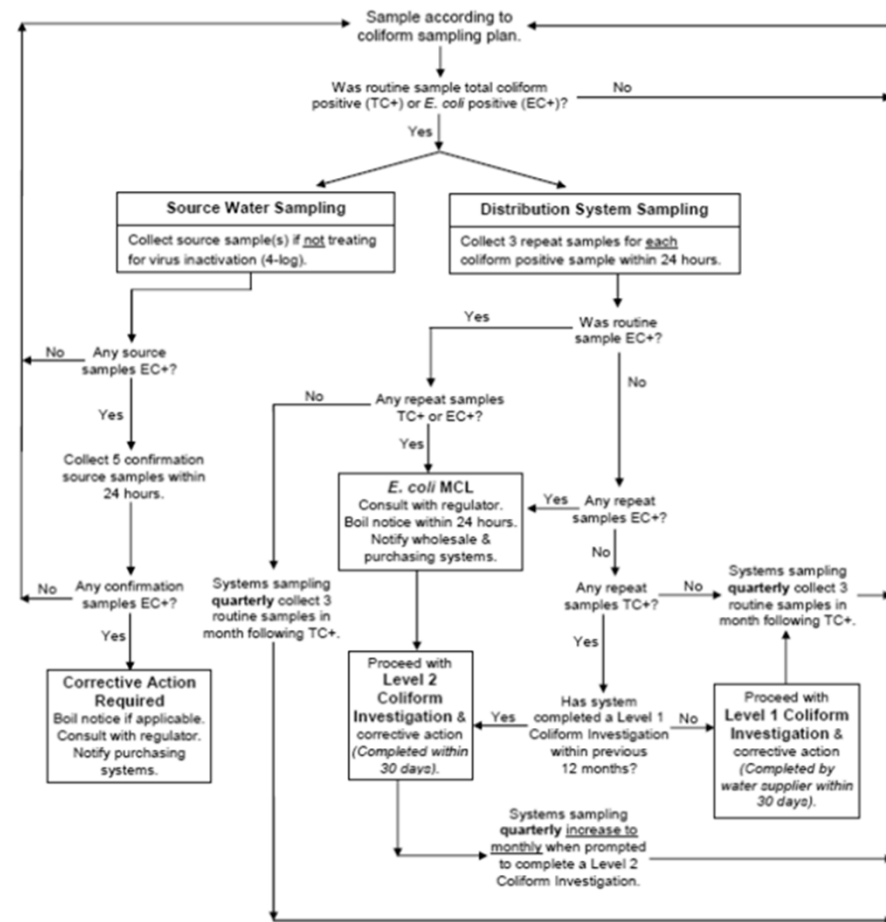 Sample according to
coliform sampling plan.
Was routine sample total coliform
positive (TC+) or E. coli positive (EC+)?
No
Yes
Source Water Sampling
Collect source sample(s) if not treating
for virus inactivation (4-log).
Distribution System Sampling
Collect 3 repeat samples for each
coliform positive sample within 24 hours.
Yes
Was routine
sample EC+?
No
Any source
samples EC+?
No
No
Any repeat samples
TC+ or EC+?
Yes
Yes
Collect 5 confirmation
source samples within
24 hours.
E. coli MCL
Consult with regulator.
Boil notice within 24 hours.
Notify wholesale &
purchasing systems.
Yes
Any repeat
samples EC+?
No
No
Any confirmation
samples EC+?
Yes
Systems sampling
quarterly collect 3
routine samples in
month following TC+.
Any repeat
samples TC+?
No
Yes
Systems sampling
quarterly collect 3
routine samples in
month following TC+.
Corrective Action
Required
Boil notice if applicable.
Consult with regulator.
Notify purchasing
systems.
Proceed with
Level 2
Coliform
Investigation &
corrective action
(Completed within
30 days).
Yes
Has system
completed a Level 1
Coliform Investigation
within previous
12 months?
No
Proceed with
Level 1 Coliform
Investigation &
corrective action
(Completed by
water supplier within
30 days).
Systems sampling
quarterly increase to
monthly when prompted
to complete a Level 2
Coliform Investigation.